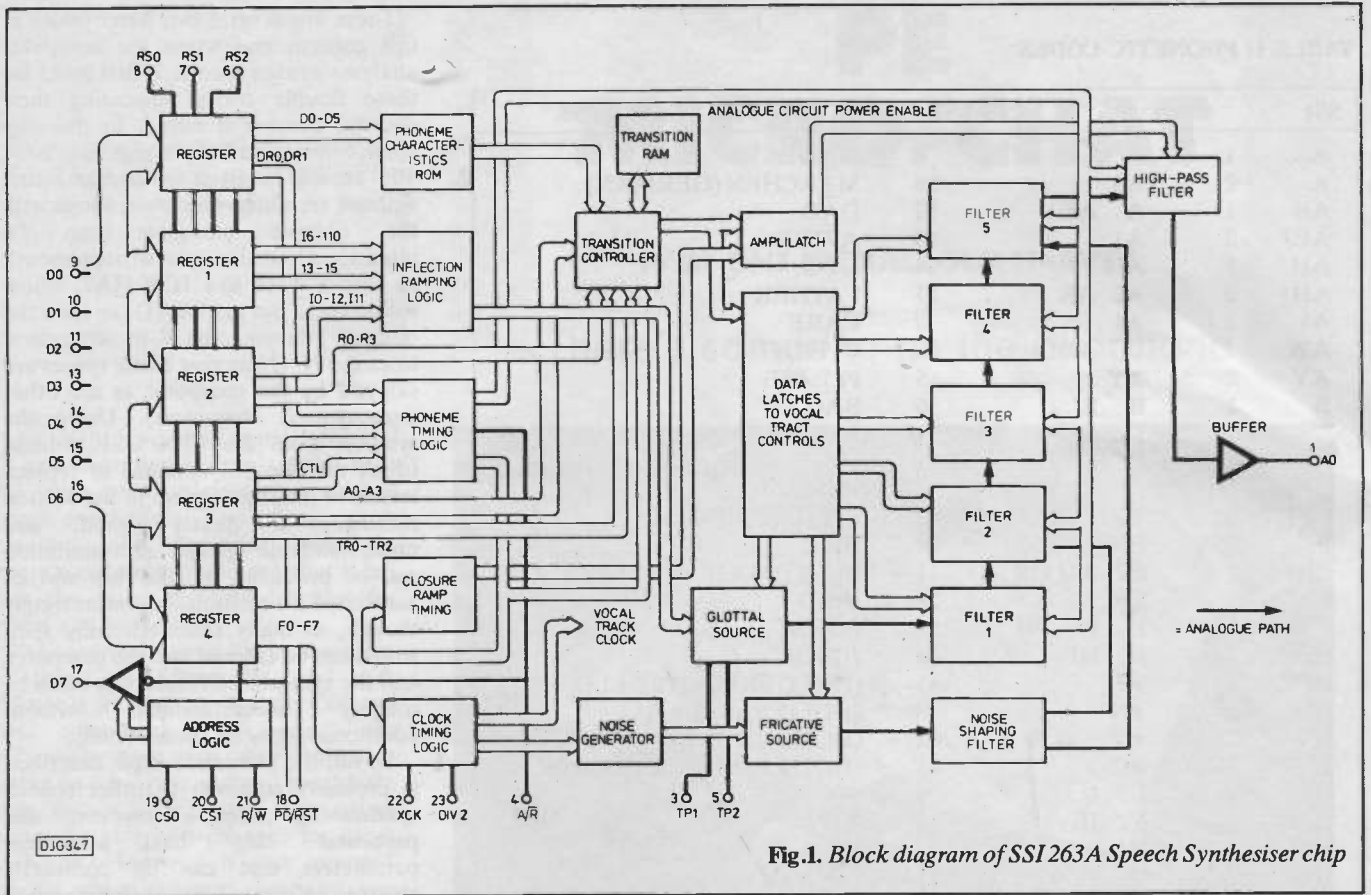 RS0 RS1 RS2
8 7 6
ANALOGUE CIRCUIT POWER ENABLE
D0-D5
DR0,DR1
REGISTER
PHONEME
CHARACTER-
ISTICS
ROM
TRANSITION
RAM
HIGH-PASS
FILTER
FILTER
5
REGISTER
1
I6-110
I3-15
I0-I2,I11
INFLECTION
RAMPING
LOGIC
TRANSITION
CONTROLLER
AMPLILATCH
9
D0
10
D1
11
D2
13
D3
14
D4
15
D5
16
D6
R0-R3
FILTER
4
REGISTER
2
PHONEME
TIMING
LOGIC
DATA
LATCHES
TO VOCAL
TRACT
CONTROLS
FILTER
3
BUFFER
1
A0
CTL
A0-A3
REGISTER
3
TR0-TR2
FILTER
2
CLOSURE
RAMP
TIMING
VOCAL
TRACK
CLOCK
REGISTER
4
F0-F7
GLOTTAL
SOURCE
FILTER
1
= ANALOGUE PATH
17
D7
ADDRESS
LOGIC
CLOCK
TIMING
LOGIC
NOISE
GENERATOR
FRICATIVE
SOURCE
NOISE
SHAPING
FILTER
19 20 21 18 22 23 4 3 5
CS0 CS1 R/W PD/RST XCK DIV 2 A/R TP1 TP2
DJG347
Fig.1. Block diagram of SSI 263A Speech Synthesiser chip